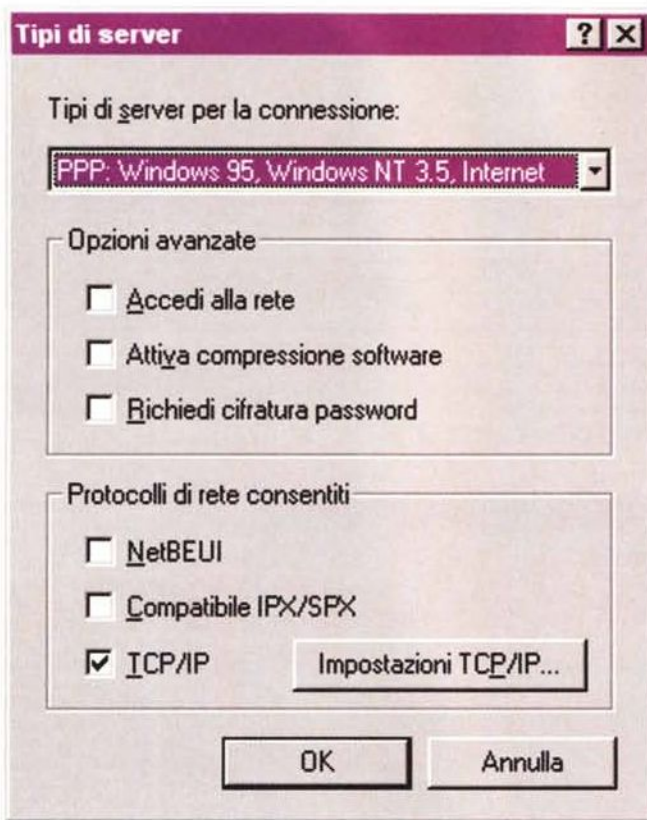 Tipi di server
Tipi di server per la connessione:
PPP: Windows 95, Windows NT 3.5, Internet
Opzioni avanzate
Accedi alla rete
Attiva compressione software
Richiedi cifratura password
Protocolli di rete consentiti
NetBEUI
Compatibile IPX/SPX
TCP/IP Impostazioni TCP/IP...
OK Annulla